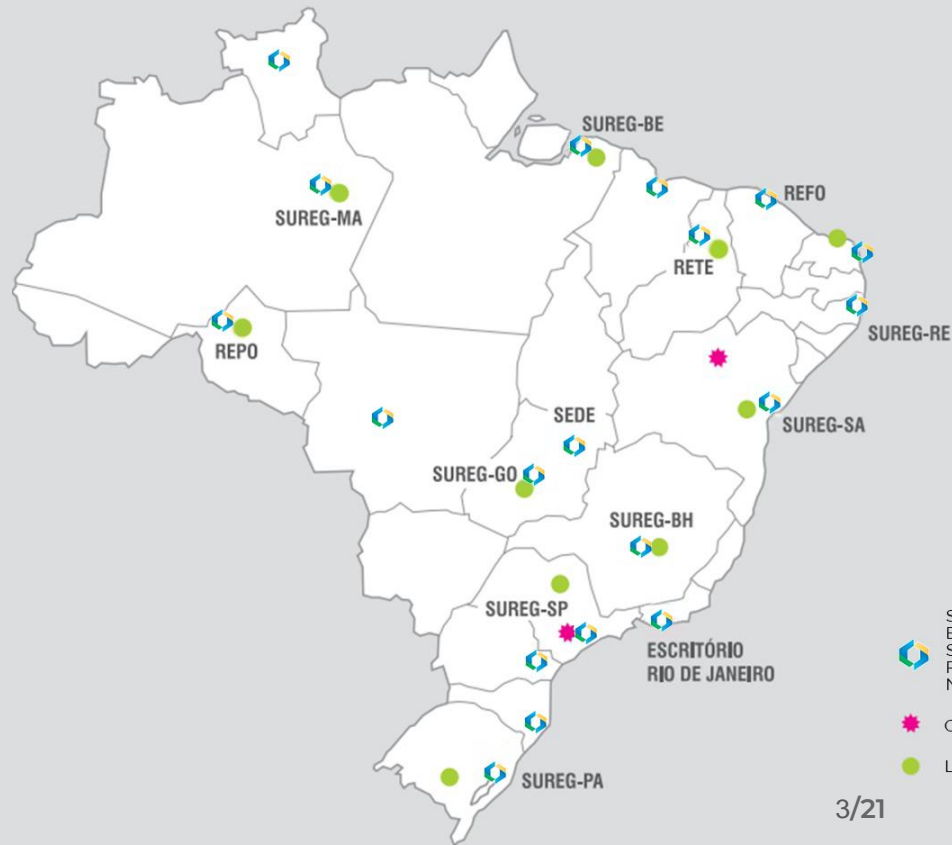 SUREG-BE
REFO
SUREG-MA
RETE
REPO
SUREG-RE
SEDE
SUREG-SA
SUREG-GO
SUREG-BH
SUREG-SP
ESCRITÓRIO
RIO DE JANEIRO
SUREG-PA
3/21